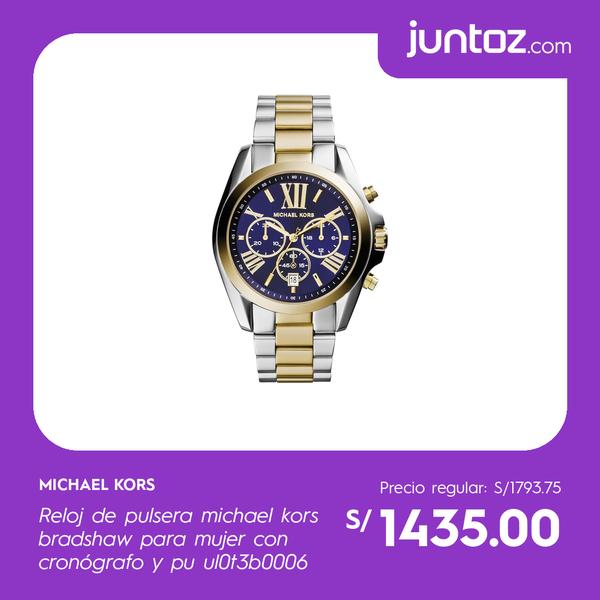 juntoz.com
XII
MICHAEL KORS
MICHAEL KORS
Precio regular: S/1793.75
Reloj de pulsera michael kors
bradshaw para mujer con
cronógrafo y pu ul0t3b0006
S/1435.00